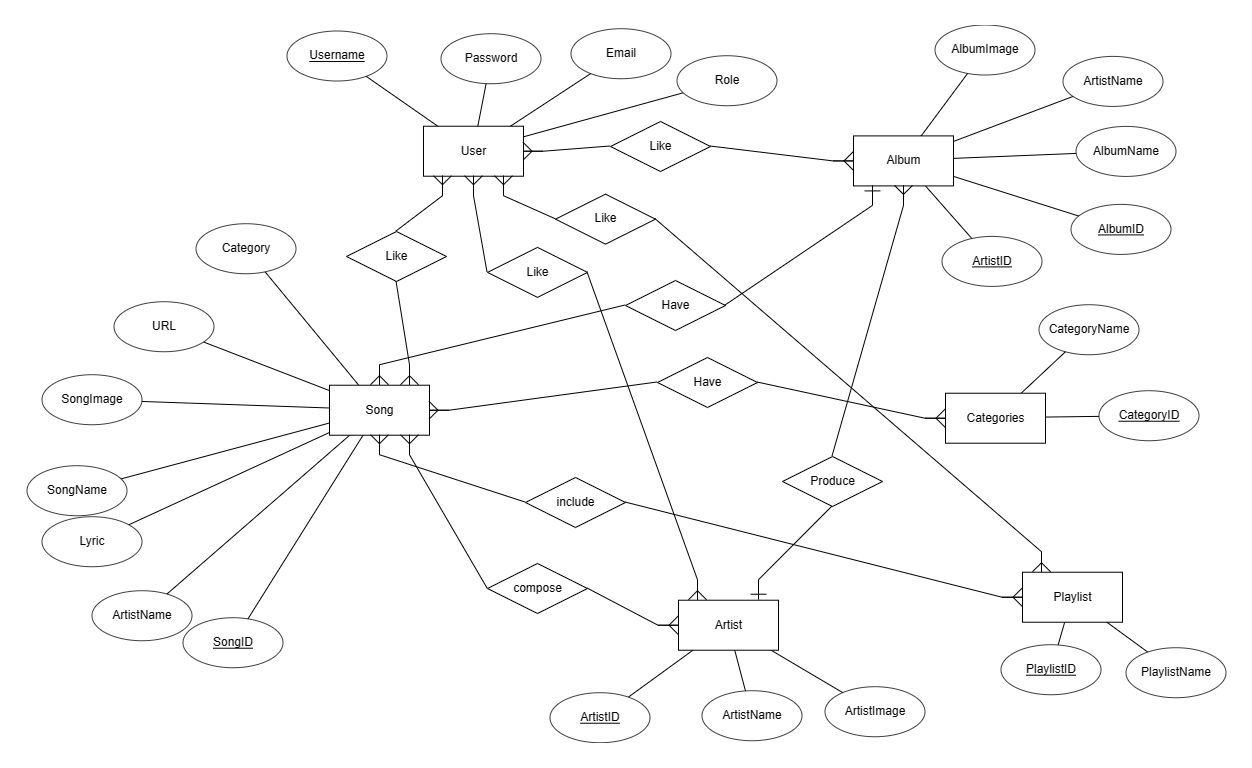 AlbumImage
Username
Password
Email
Role
ArtistName
User
Like
Album
AlbumName
Like
AlbumID
Category
Like
Like
ArtistID
Have
URL
CategoryName
SongImage
Have
Song
Categories
CategoryID
SongName
Produce
include
Lyric
compose
Playlist
ArtistName
Artist
SongID
PlaylistID
PlaylistName
ArtistID
ArtistName
ArtistImage